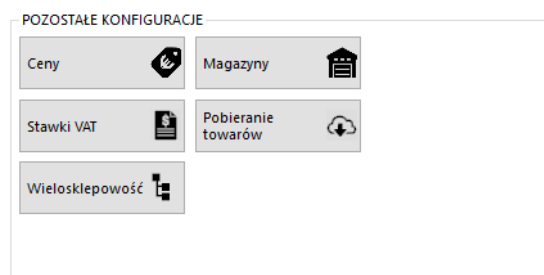 POZOSTAŁE KONFIGURACJE
Ceny
Magazyny
Stawki VAT
Pobieranie
towarów
Wielosklepowość